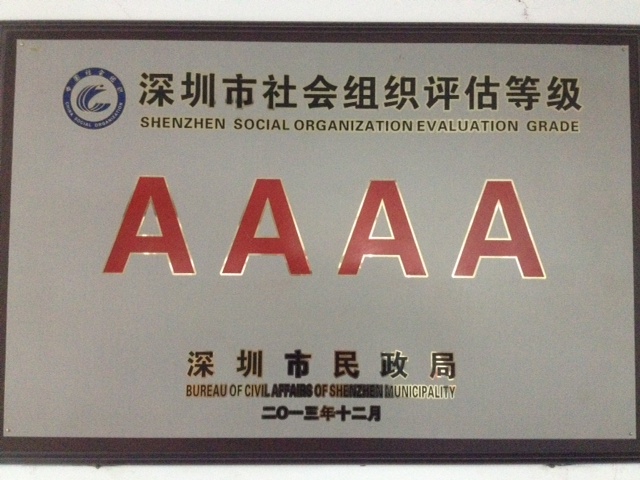 深圳市社会组织评估等级
SHENZHEN SOCIAL ORGANIZATION EVALUATION GRADE
AAAA
深圳市民政局
BUREAU OF CIVIL AFFAIRS OF SHENZHEN MUNICIPALITY
二〇一三年十二月